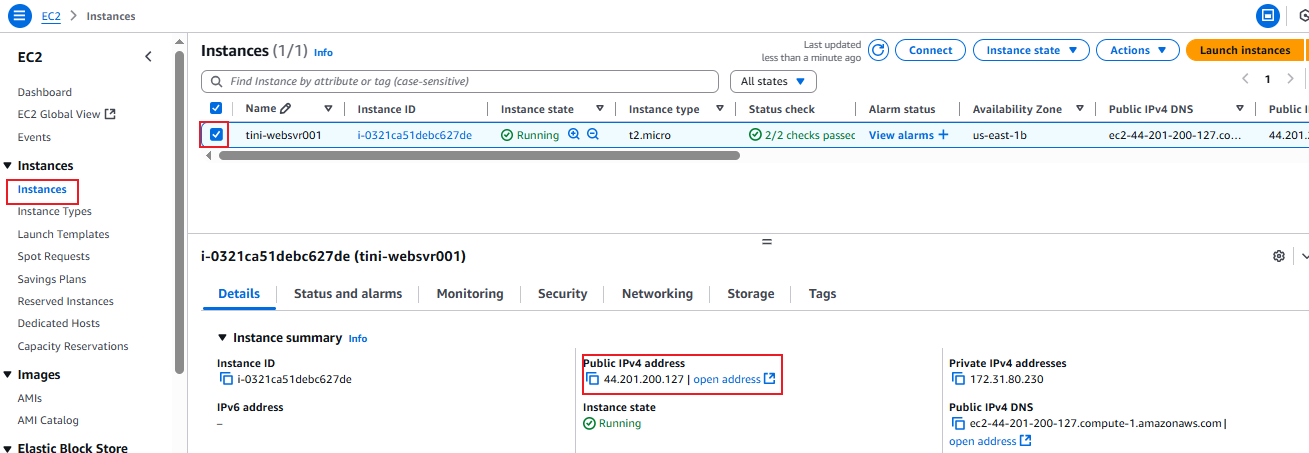 EC2 > Instances
EC2
Dashboard
EC2 Global View
Events
Instances
Instances
Instance Types
Launch Templates
Spot Requests
Savings Plans
Reserved Instances
Dedicated Hosts
Capacity Reservations
Images
AMIs
AMI Catalog
Elastic Block Store
Instances (1/1) Info
Last updated
less than a minute ago
Connect
Instance state
Actions
Launch instances
Find Instance by attribute or tag (case-sensitive)
All states
1
Name Instance ID Instance state Instance type Status check Alarm status Availability Zone Public IPv4 DNS Public I
tini-websvr001 i-0321ca51debc627de Running t2.micro 2/2 checks passec View alarms + us-east-1b ec2-44-201-200-127.co... 44.201.
i-0321ca51debc627de (tini-websvr001)
Details Status and alarms Monitoring Security Networking Storage Tags
Instance summary Info
Instance ID
i-0321ca51debc627de
Public IPv4 address
44.201.200.127 | open address
Private IPv4 addresses
172.31.80.230
IPv6 address
–
Instance state
Running
Public IPv4 DNS
ec2-44-201-200-127.compute-1.amazonaws.com |
open address